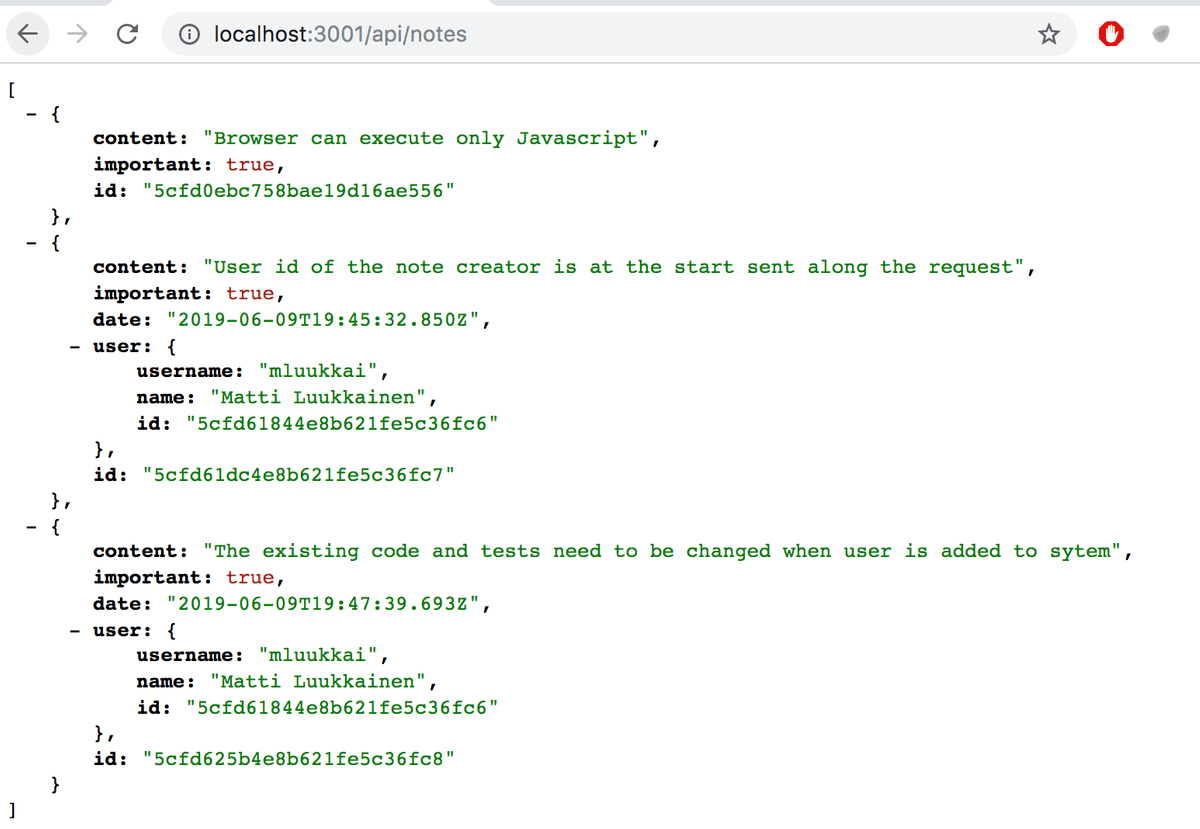 localhost:3001/api/notes
[
- {
content: "Browser can execute only Javascript",
important: true,
id: "5cfd0ebc758bae19d16ae556"
},
- {
content: "User id of the note creator is at the start sent along the request",
important: true,
date: "2019-06-09T19:45:32.850Z",
- user: {
username: "mluukkai",
name: "Matti Luukkainen",
id: "5cfd61844e8b621fe5c36fc6"
},
id: "5cfd61dc4e8b621fe5c36fc7"
},
- {
content: "The existing code and tests need to be changed when user is added to sytem",
important: true,
date: "2019-06-09T19:47:39.693Z",
- user: {
username: "mluukkai",
name: "Matti Luukkainen",
id: "5cfd61844e8b621fe5c36fc6"
},
id: "5cfd625b4e8b621fe5c36fc8"
}
]